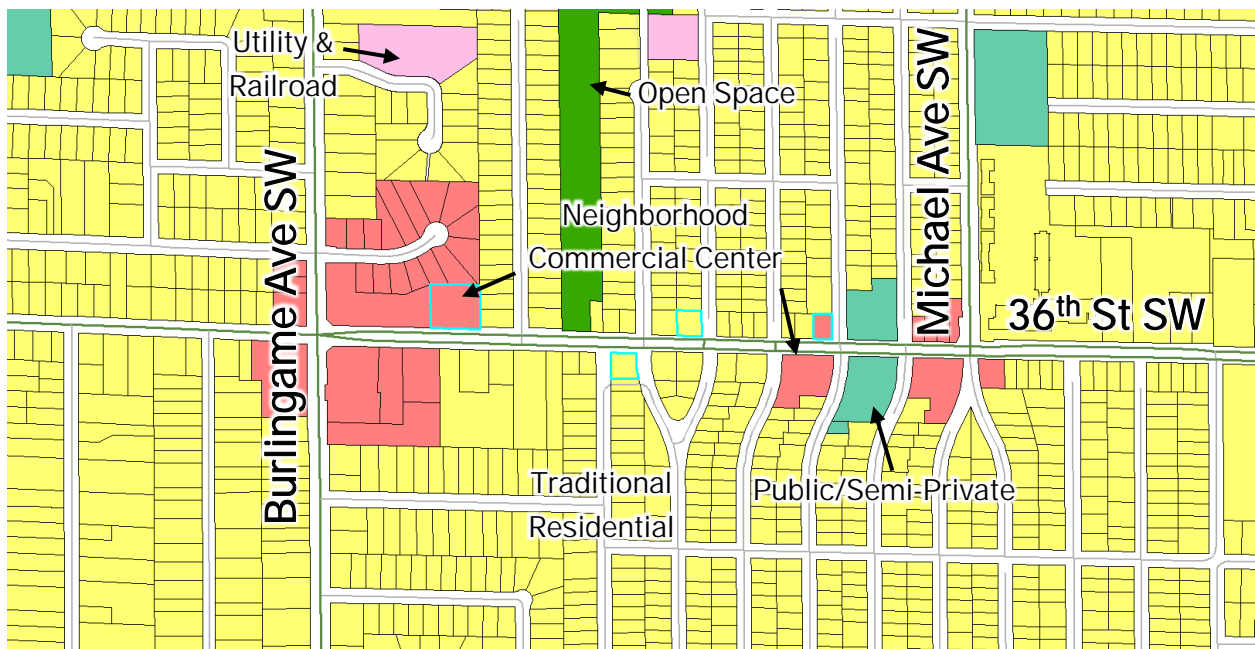 Utility &
Railroad
Open Space
Michael Ave SW
Burlingame Ave SW
Neighborhood
Commercial Center
36th St SW
Traditional
Residential
Public/Semi-Private